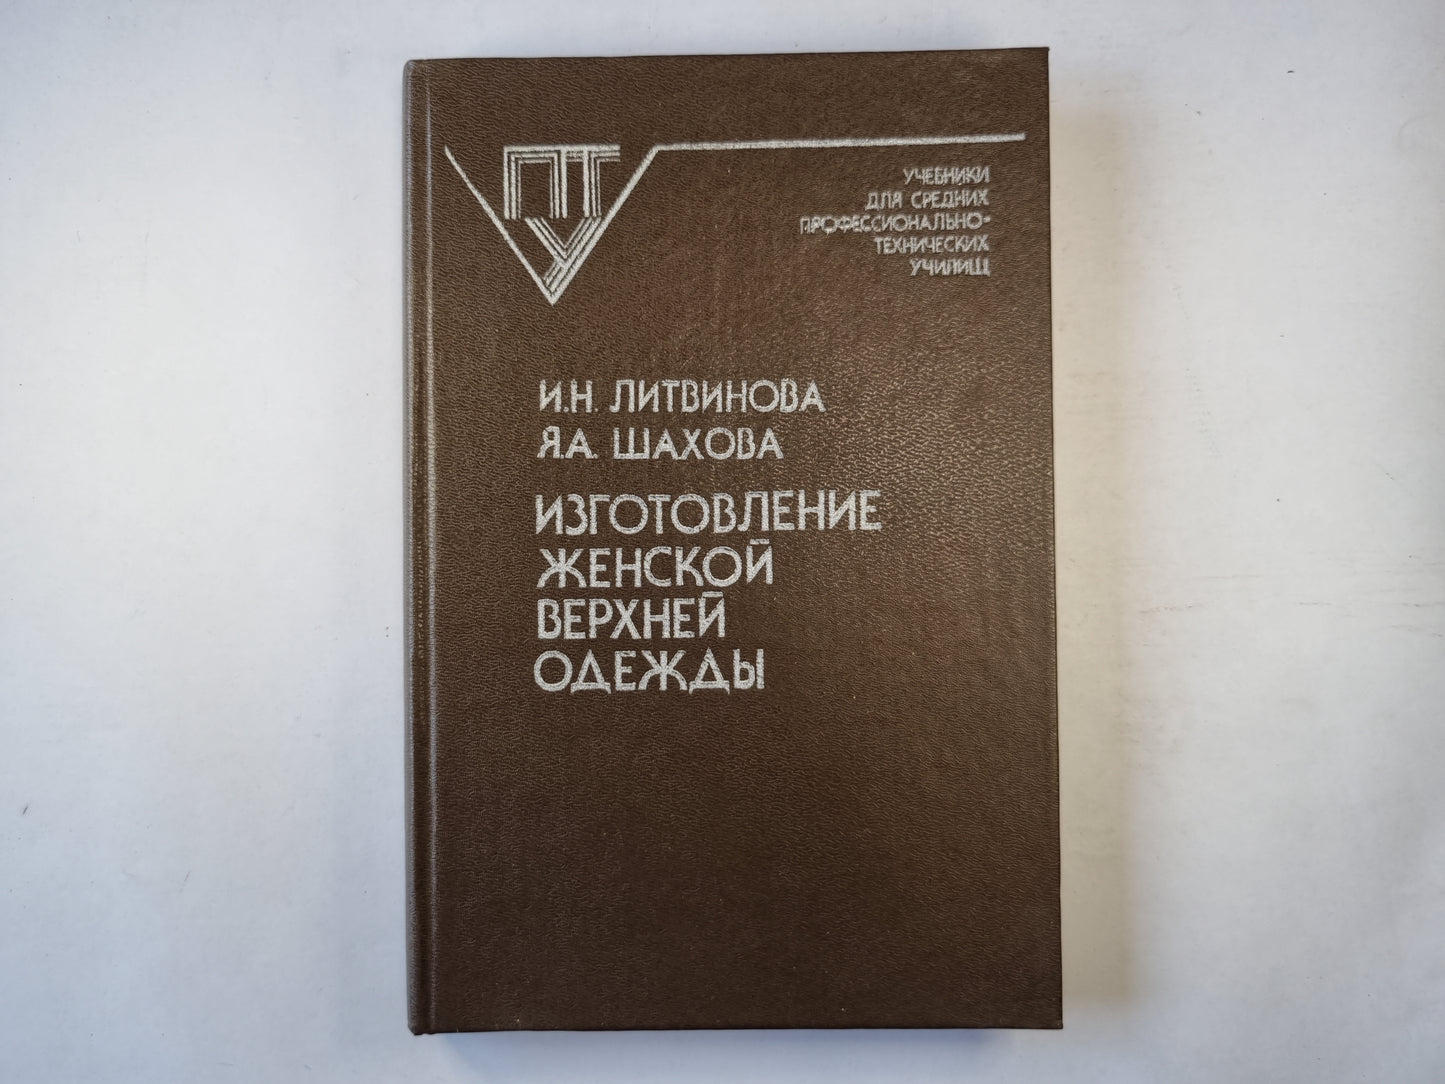 ПТУ
УЧЕБНИКИ
ДЛЯ СРЕДНИХ
ПРОФЕССИОНАЛЬНО-
ТЕХНИЧЕСКИХ
УЧИЛИЩ
И.Н. ЛИТВИНОВА
Я.А. ШАХОВА
ИЗГОТОВЛЕНИЕ
ЖЕНСКОЙ
ВЕРХНЕЙ
ОДЕЖДЫ